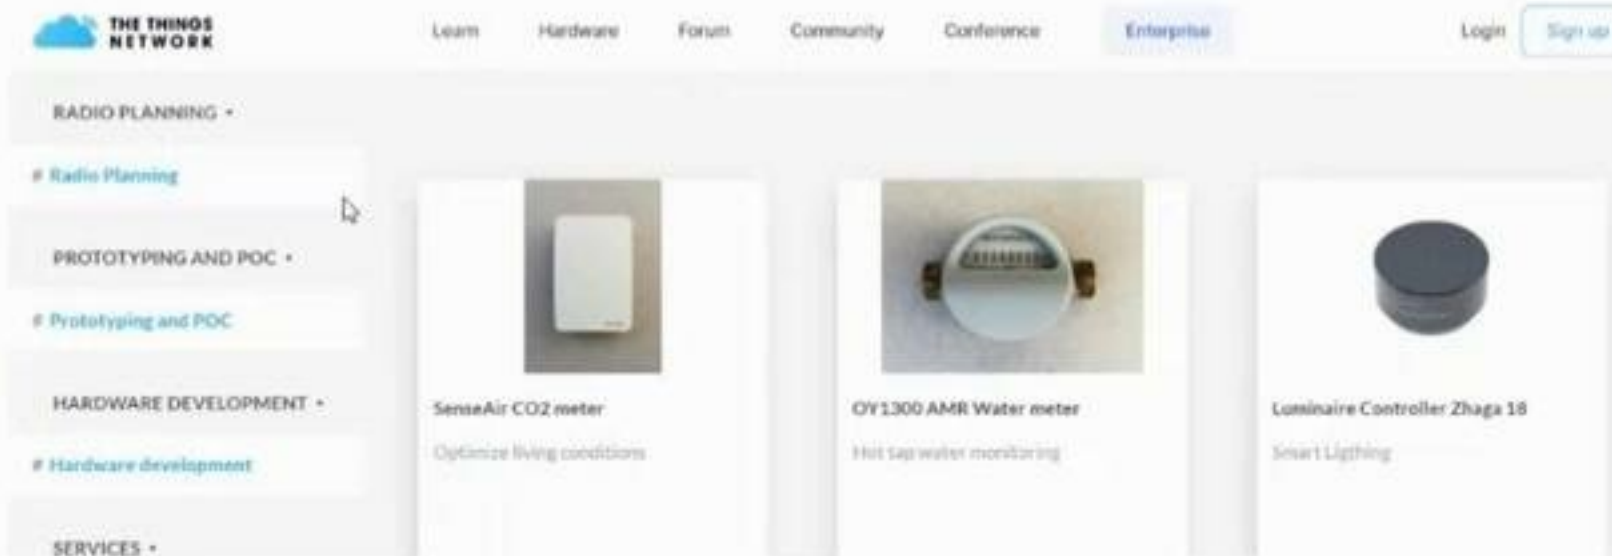 THE THINGS
NETWORK
Learn
Hardware
Forum
Community
Conference
Enterprise
Login
Sign up
RADIO PLANNING
# Radio Planning
PROTOTYPING AND POC
# Prototyping and POC
HARDWARE DEVELOPMENT
# Hardware development
SERVICES
SenseAir CO2 meter
Optimize living conditions
OY1300 AMR Water meter
Hot tap water monitoring
Luminaire Controller Zhaga 18
Smart Ligthing